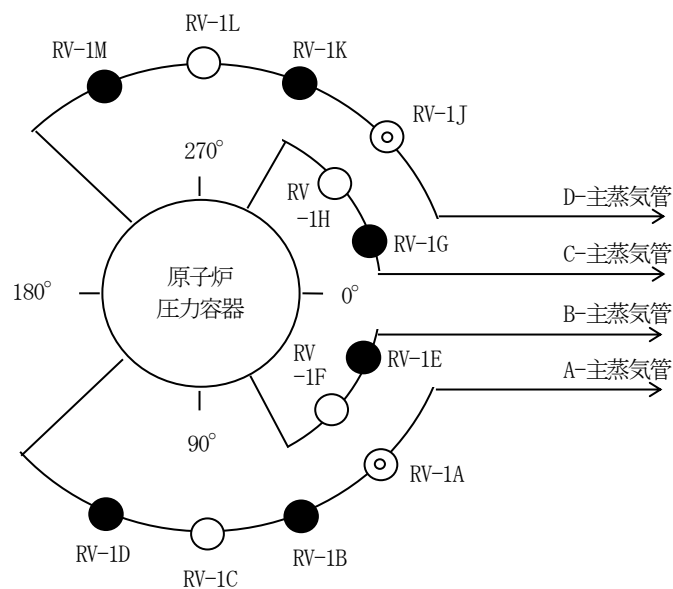 RV-1L
RV-1M
RV-1K
RV-1J
270°
RV
-1H
D-主蒸気管
RV-1G
C-主蒸気管
原子炉
圧力容器
180°
0°
B-主蒸気管
RV
-1F
RV-1E
A-主蒸気管
90°
RV-1A
RV-1D
RV-1C
RV-1B